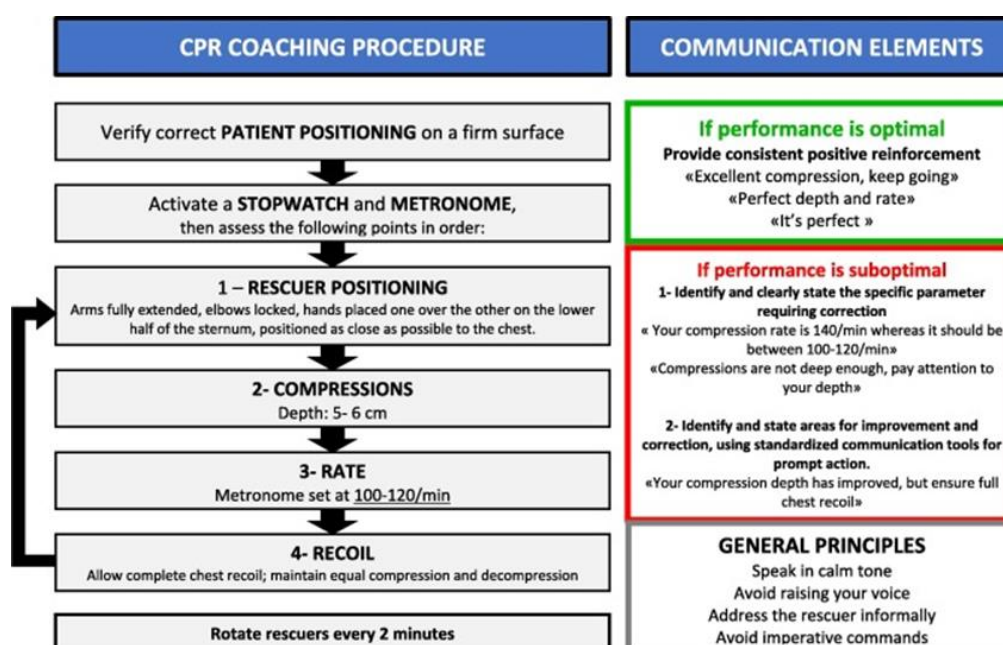 CPR COACHING PROCEDURE
Verify correct PATIENT POSITIONING on a firm surface
Activate a STOPWATCH and METRONOME,
then assess the following points in order:
1 – RESCUER POSITIONING
Arms fully extended, elbows locked, hands placed one over the other on the lower
half of the sternum, positioned as close as possible to the chest.
2- COMPRESSIONS
Depth: 5- 6 cm
3- RATE
Metronome set at 100-120/min
4- RECOIL
Allow complete chest recoil; maintain equal compression and decompression
Rotate rescuers every 2 minutes
COMMUNICATION ELEMENTS
If performance is optimal
Provide consistent positive reinforcement
«Excellent compression, keep going»
«Perfect depth and rate»
«It's perfect »
If performance is suboptimal
1- Identify and clearly state the specific parameter
requiring correction
« Your compression rate is 140/min whereas it should be
between 100-120/min»
«Compressions are not deep enough, pay attention to
your depth»
2- Identify and state areas for improvement and
correction, using standardized communication tools for
prompt action.
«Your compression depth has improved, but ensure full
chest recoil»
GENERAL PRINCIPLES
Speak in calm tone
Avoid raising your voice
Address the rescuer informally
Avoid imperative commands